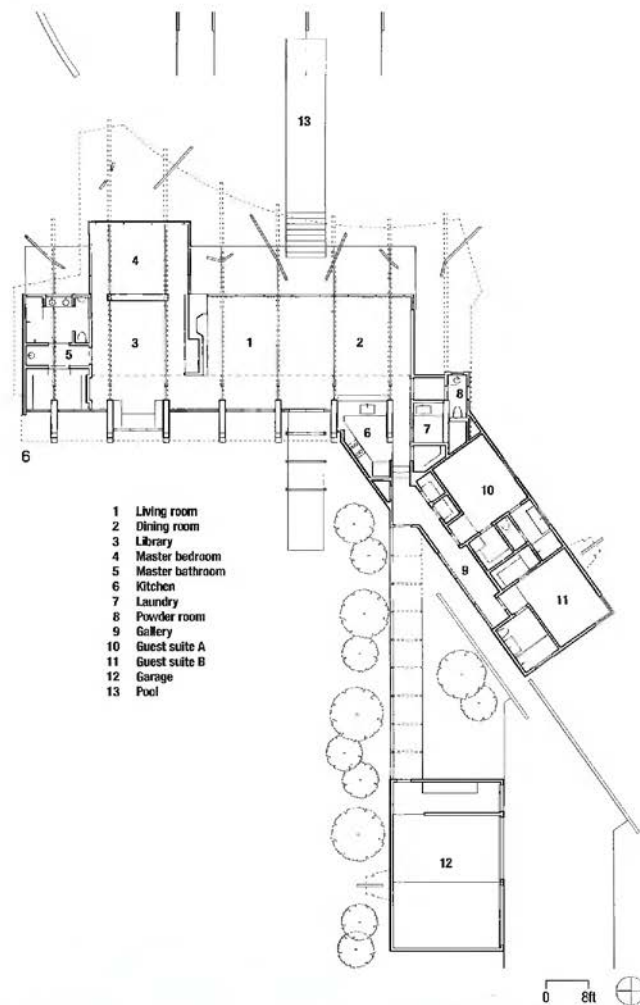 13
4
3
1
2
5
6
7
8
6
10
9
11
1 Living room
2 Dining room
3 Library
4 Master bedroom
5 Master bathroom
6 Kitchen
7 Laundry
8 Powder room
9 Gallery
10 Guest suite A
11 Guest suite B
12 Garage
13 Pool
12
0 8ft